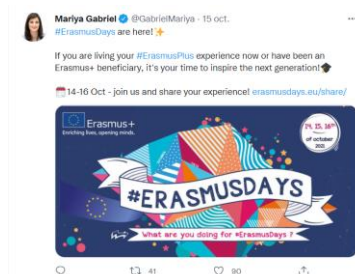 Mariya Gabriel @GabrielMariya · 15 oct.
#ErasmusDays are here!
If you are living your #ErasmusPlus experience now or have been an
Erasmus+ beneficiary, it's your time to inspire the next generation!
14-16 Oct - join us and share your experience! erasmusdays.eu/share/
Erasmus+
Enriching lives, opening minds.
14, 15, 16th
of october
2021
#ERASMUSDAYS
What are you doing for #ErasmusDays ?
41
90